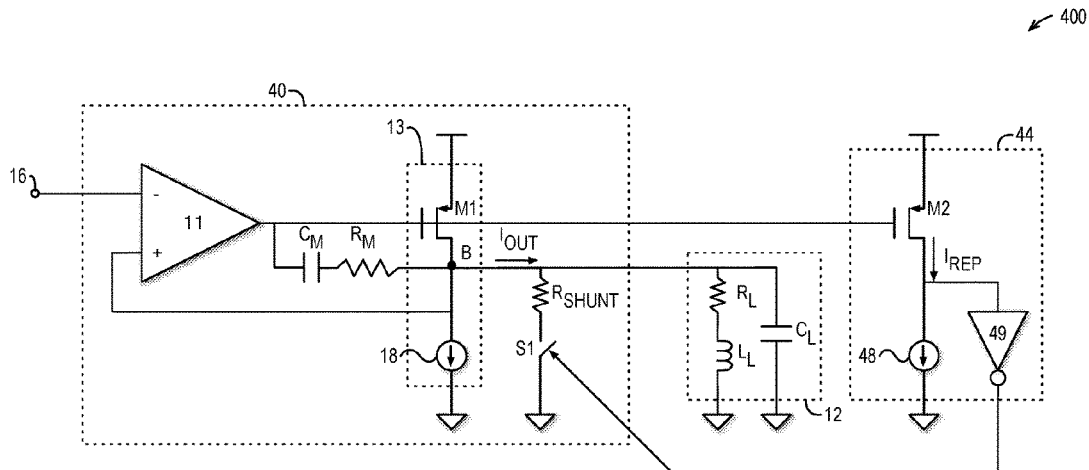 400
40
13
44
16
-
11
+
M1
M2
C_M
R_M
B
I_OUT
I_REP
R_SHUNT
R_L
C_L
L_L
49
18
S1
48
12